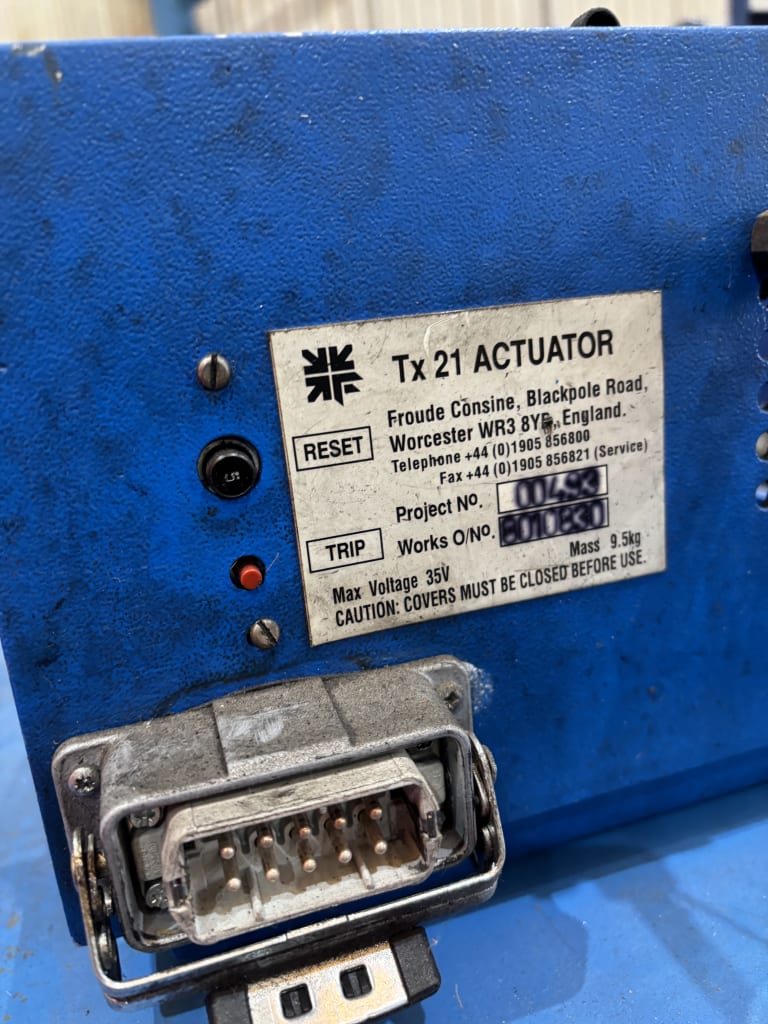 Tx 21 ACTUATOR
Froude Consine, Blackpole Road,
Worcester WR3 England.
Telephone +44 (0)1905 856800
Fax +44 (0)1905 856821 (Service)
RESET
Project No. 00493
Works O/No. 8010830
TRIP
Max Voltage 35V Mass 9.5kg
CAUTION: COVERS MUST BE CLOSED BEFORE USE.